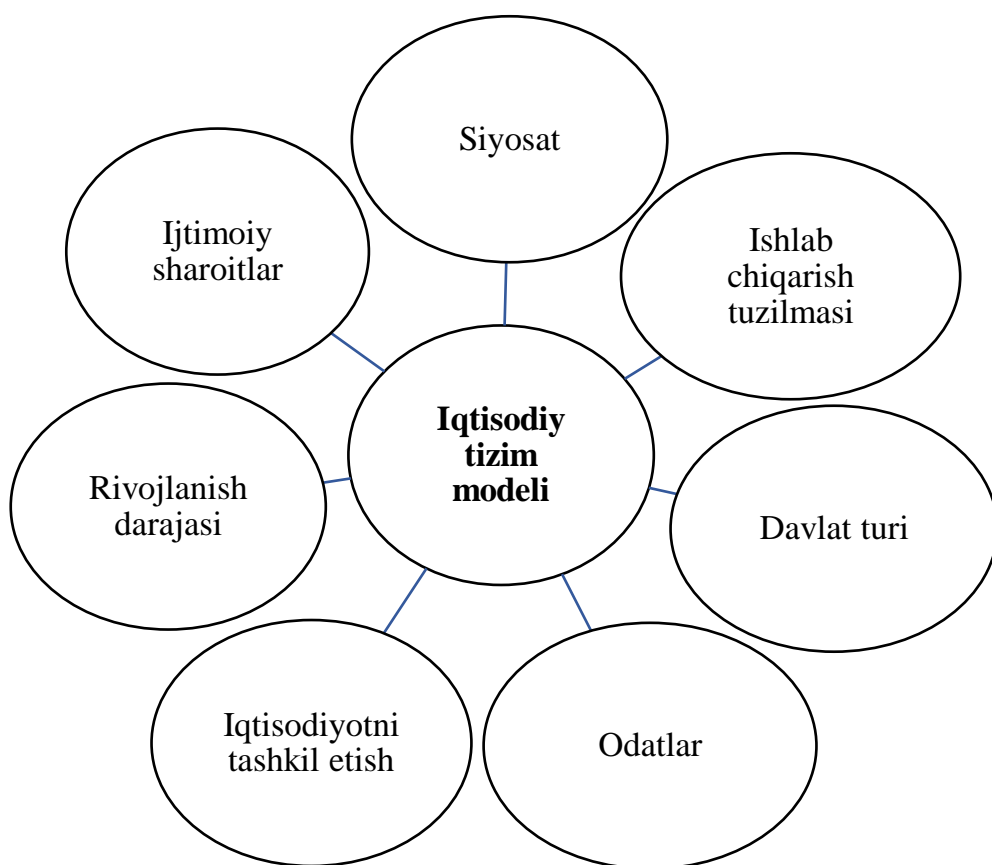 Siyosat
Ijtimoiy
sharoitlar
Ishlab
chiqarish
tuzilmasi
Iqtisodiy
tizim
modeli
Rivojlanish
darajasi
Davlat turi
Iqtisodiyotni
tashkil etish
Odatlar